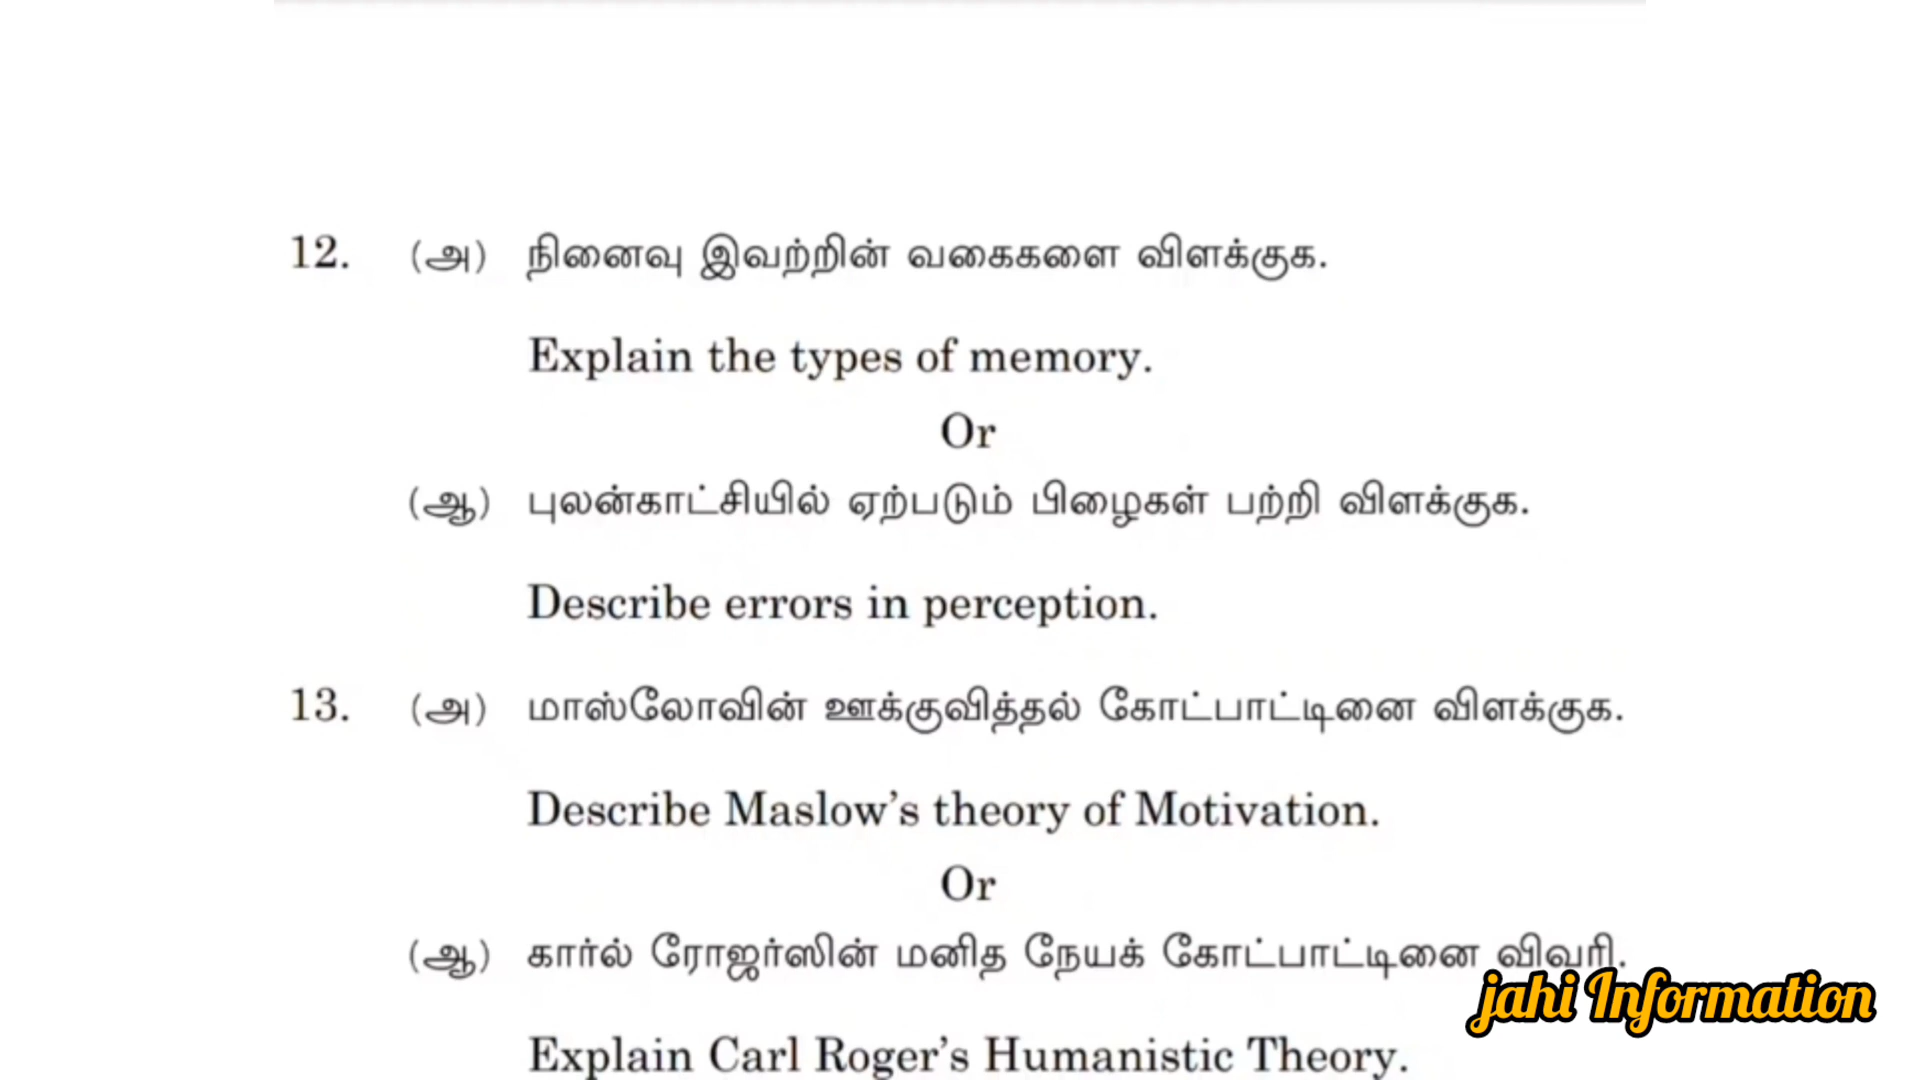 12. (அ) நினைவு இவற்றின் வகைகளை விளக்குக.
Explain the types of memory.
Or
(ஆ) புலன்காட்சியில் ஏற்படும் பிழைகள் பற்றி விளக்குக.
Describe errors in perception.
13. (அ) மாஸ்லோவின் ஊக்குவித்தல் கோட்பாட்டினை விளக்குக.
Describe Maslow’s theory of Motivation.
Or
(ஆ) கார்ல் ரோஜர்ஸின் மனித நேயக் கோட்பாட்டினை விவரி.
jahi Information
Explain Carl Roger’s Humanistic Theory.